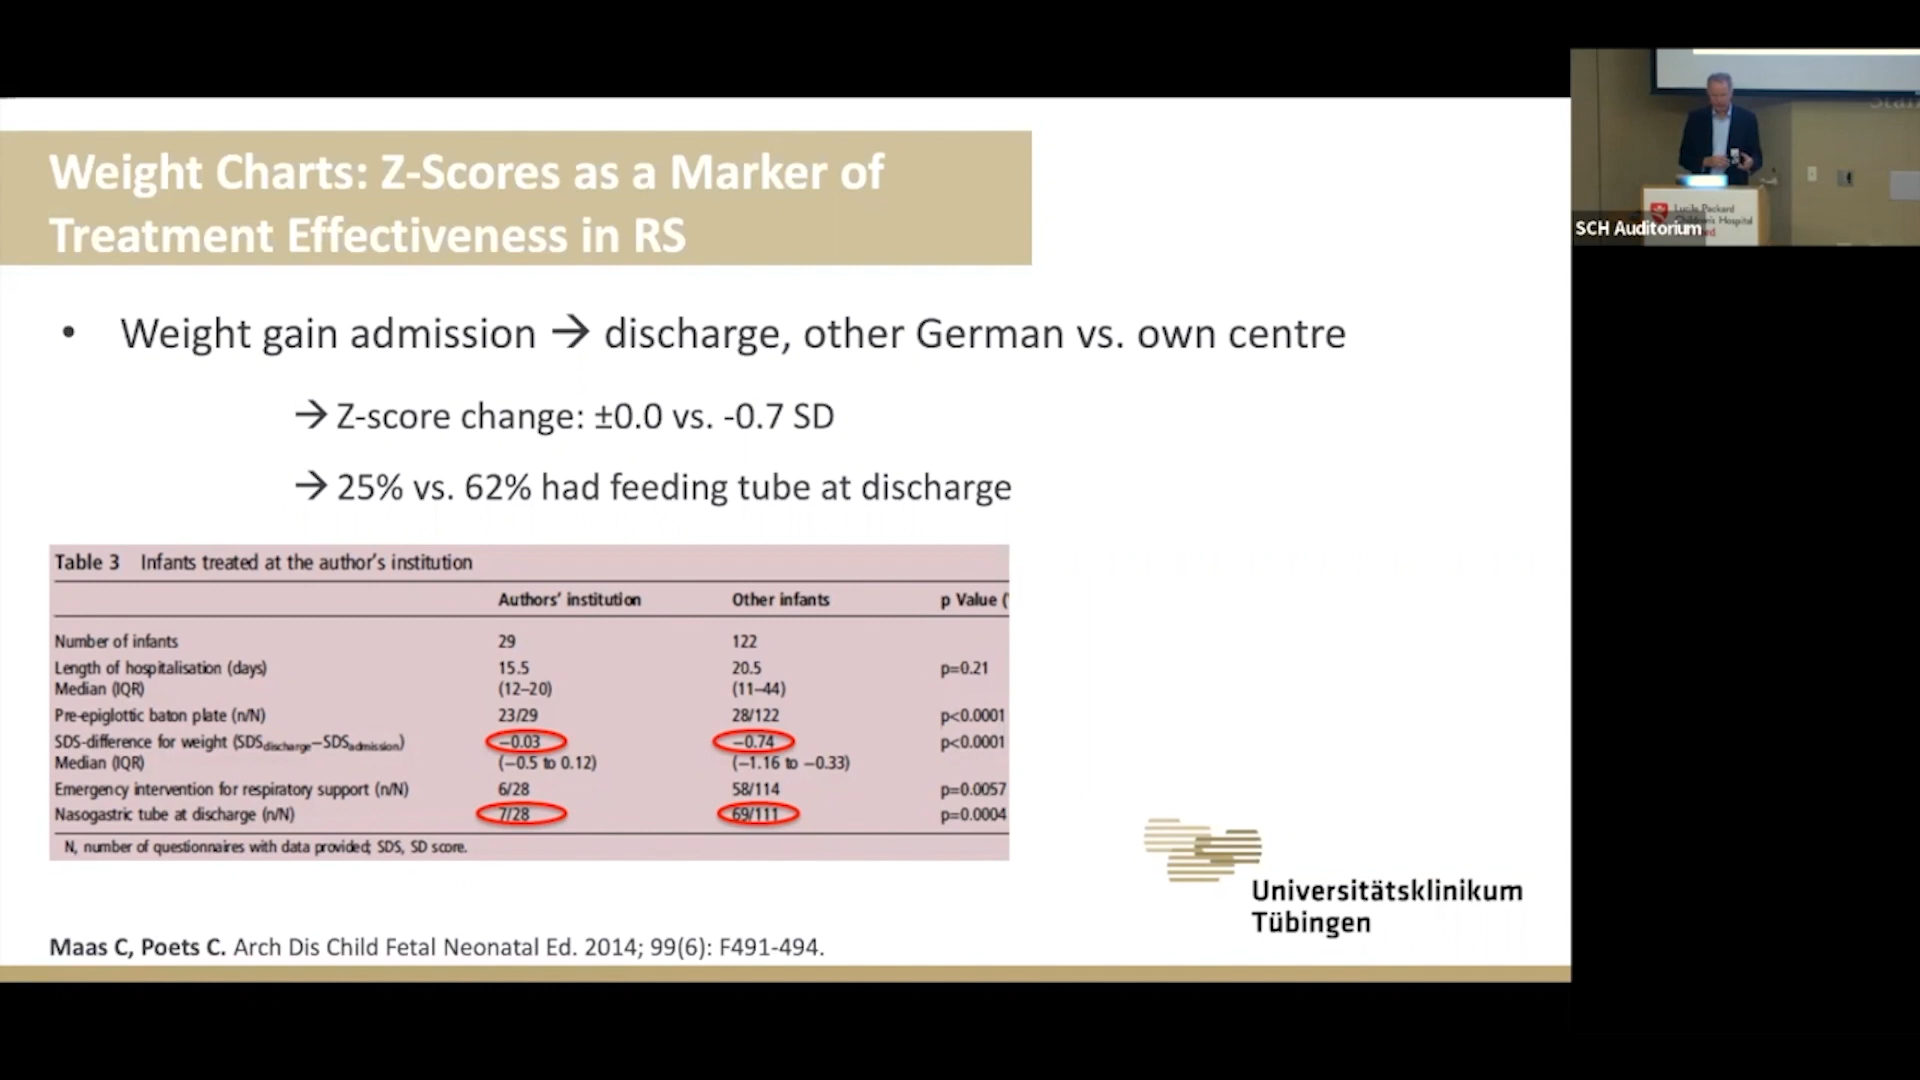 Weight Charts: Z-Scores as a Marker of
Treatment Effectiveness in RS
• Weight gain admission → discharge, other German vs. own centre
→ Z-score change: ±0.0 vs. -0.7 SD
→ 25% vs. 62% had feeding tube at discharge
Table 3 Infants treated at the author's institution
Authors' institution Other infants p Value (
Number of infants 29 122
Length of hospitalisation (days) 15.5 20.5 p=0.21
Median (IQR) (12–20) (11–44)
Pre-epiglottic baton plate (n/N) 23/29 28/122 p<0.0001
SDS-difference for weight (SDSdischarge–SDSadmission) –0.03 –0.74 p<0.0001
Median (IQR) (–0.5 to 0.12) (–1.16 to –0.33)
Emergency intervention for respiratory support (n/N) 6/28 58/114 p=0.0057
Nasogastric tube at discharge (n/N) 7/28 69/111 p=0.0004
N, number of questionnaires with data provided; SDS, SD score.
Universitätsklinikum
Tübingen
Maas C, Poets C. Arch Dis Child Fetal Neonatal Ed. 2014; 99(6): F491-494.
Lucile Packard
Children's Hospital
SCH Auditorium